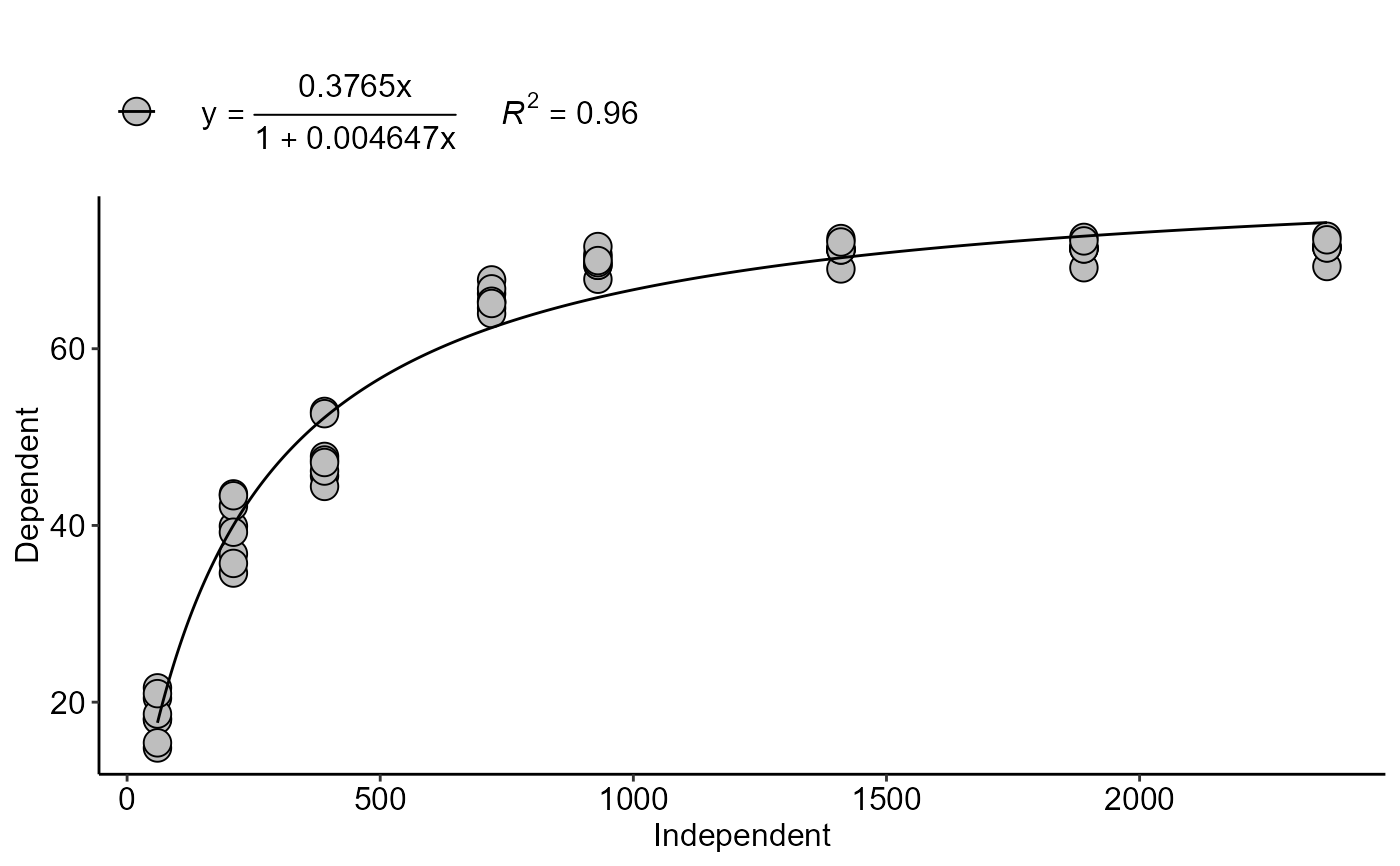 0.3765x
y =
1 + 0.004647x
R² = 0.96
60
40
20
Dependent
0 500 1000 1500 2000
Independent